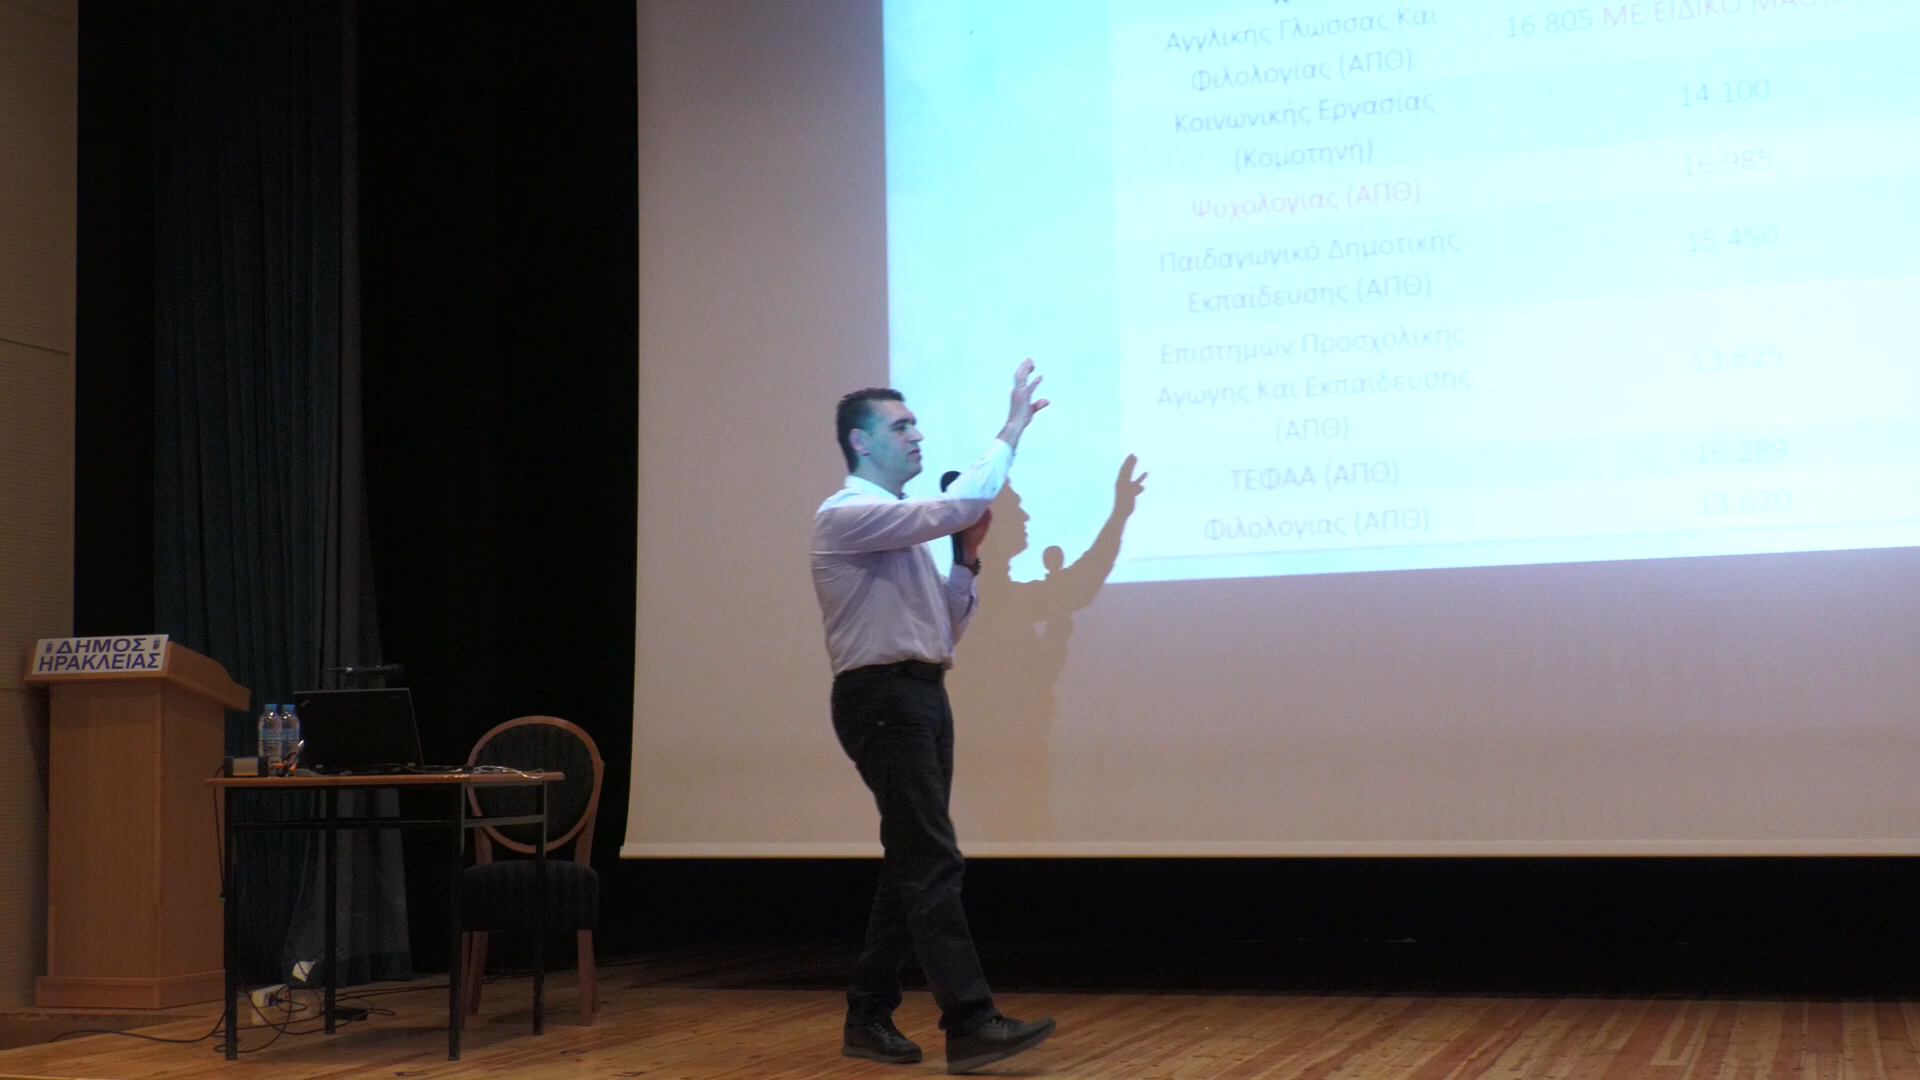 Αγγλικής Γλώσσας Και
Φιλολογίας (ΑΠΘ)
16.805 ΜΕ ΕΙΔΙΚΟ
Κοινωνικής Εργασίας
(Κομοτηνή)
14.100
Ψυχολογίας (ΑΠΘ)
16.985
Παιδαγωγικό Δημοτικής
Εκπαίδευσης (ΑΠΘ)
15.450
Επιστημών Προσχολικής
Αγωγής Και Εκπαίδευσης
(ΑΠΘ)
13.625
ΤΕΦΑΑ (ΑΠΘ)
16.289
Φιλολογίας (ΑΠΘ)
13.620
ΔΗΜΟΣ
ΗΡΑΚΛΕΙΑΣ